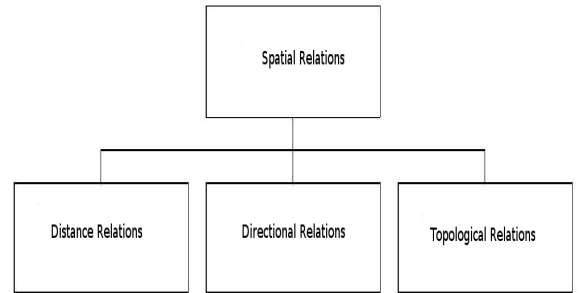 Spatial Relations
Distance Relations
Directional Relations
Topological Relations